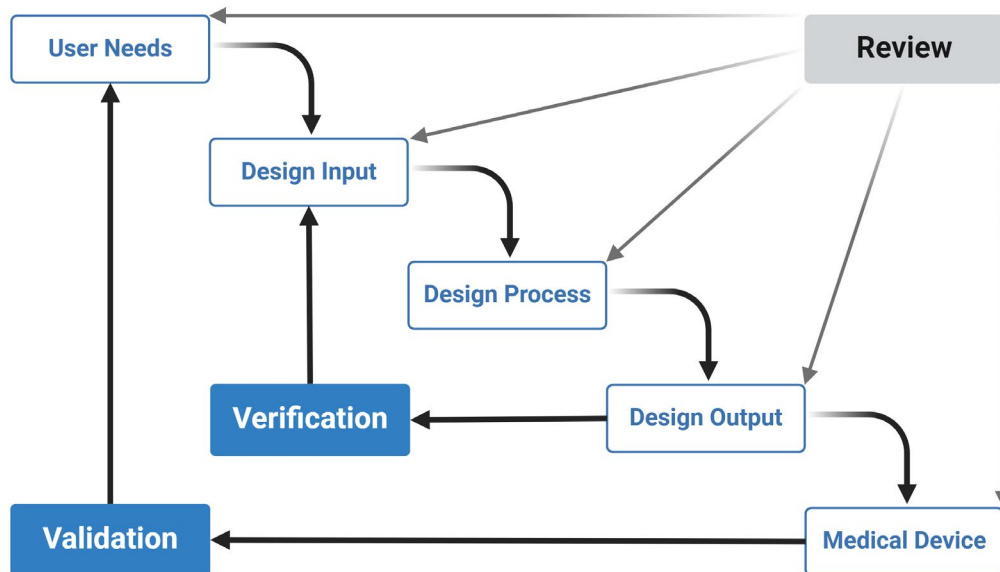 User Needs
Review
Design Input
Design Process
Verification
Design Output
Validation
Medical Device